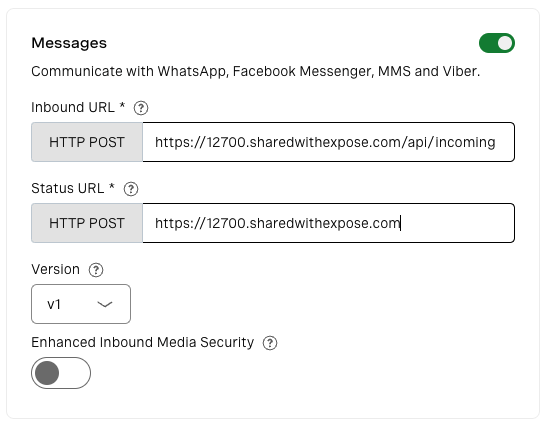 Messages
Communicate with WhatsApp, Facebook Messenger, MMS and Viber.
Inbound URL * ?
HTTP POST https://12700.sharedwithexpose.com/api/incoming
Status URL * ?
HTTP POST https://12700.sharedwithexpose.com
Version ?
v1
Enhanced Inbound Media Security ?